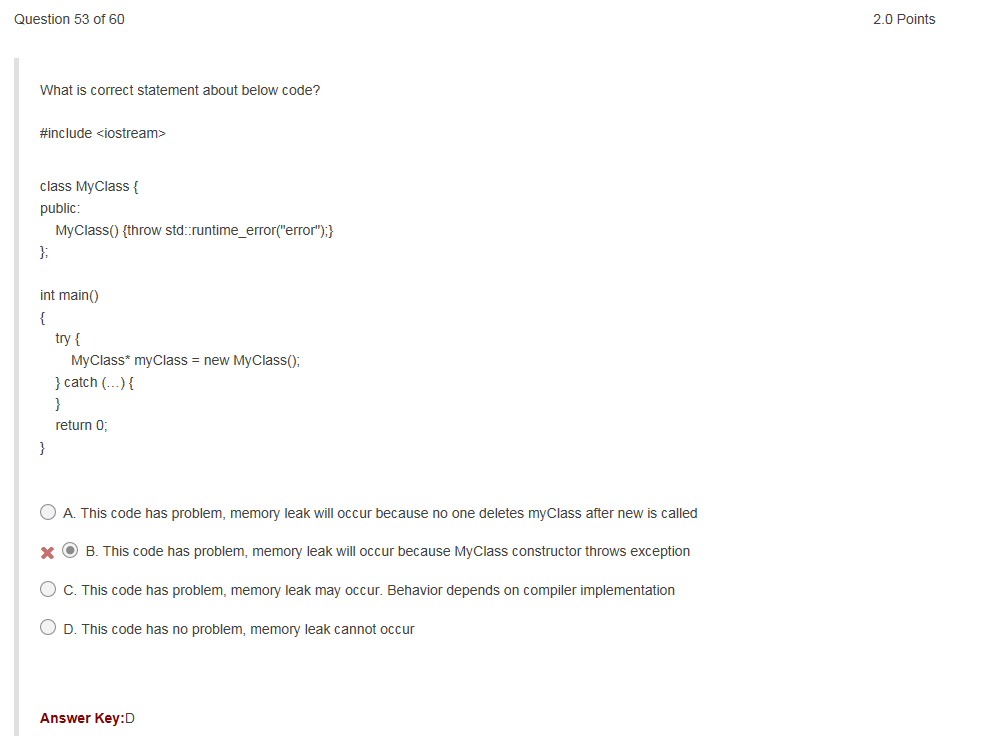 Question 53 of 60
2.0 Points
What is correct statement about below code?
#include <iostream>
class MyClass {
public:
MyClass() {throw std::runtime_error("error");}
};
int main()
{
try {
MyClass* myClass = new MyClass();
} catch (...) {
}
return 0;
}
A. This code has problem, memory leak will occur because no one deletes myClass after new is called
B. This code has problem, memory leak will occur because MyClass constructor throws exception
C. This code has problem, memory leak may occur. Behavior depends on compiler implementation
D. This code has no problem, memory leak cannot occur
Answer Key:D